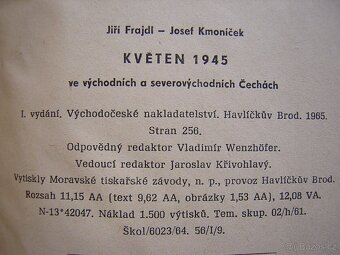 Jiří Frajdl — Josef Kmoníček
KVĚTEN 1945
ve východních a severovýchodních Čechách
I. vydání. Východočeské nakladatelství. Havlíčkův Brod. 1965.
Stran 256.
Odpovědný redaktor Vladimír Wenzhöfer.
Vedoucí redaktor Jaroslav Křivohlavý.
Vytiskly Moravské tiskařské závody, n. p., provoz Havlíčkův Brod.
Rozsah 11,15 AA (text 9,62 AA, obrázky 1,53 AA), 12,08 VA.
N-13*42047. Náklad 1.500 výtisků. Tem. skup. 02/h/61.
Škol/6023/64. 56/I/9.